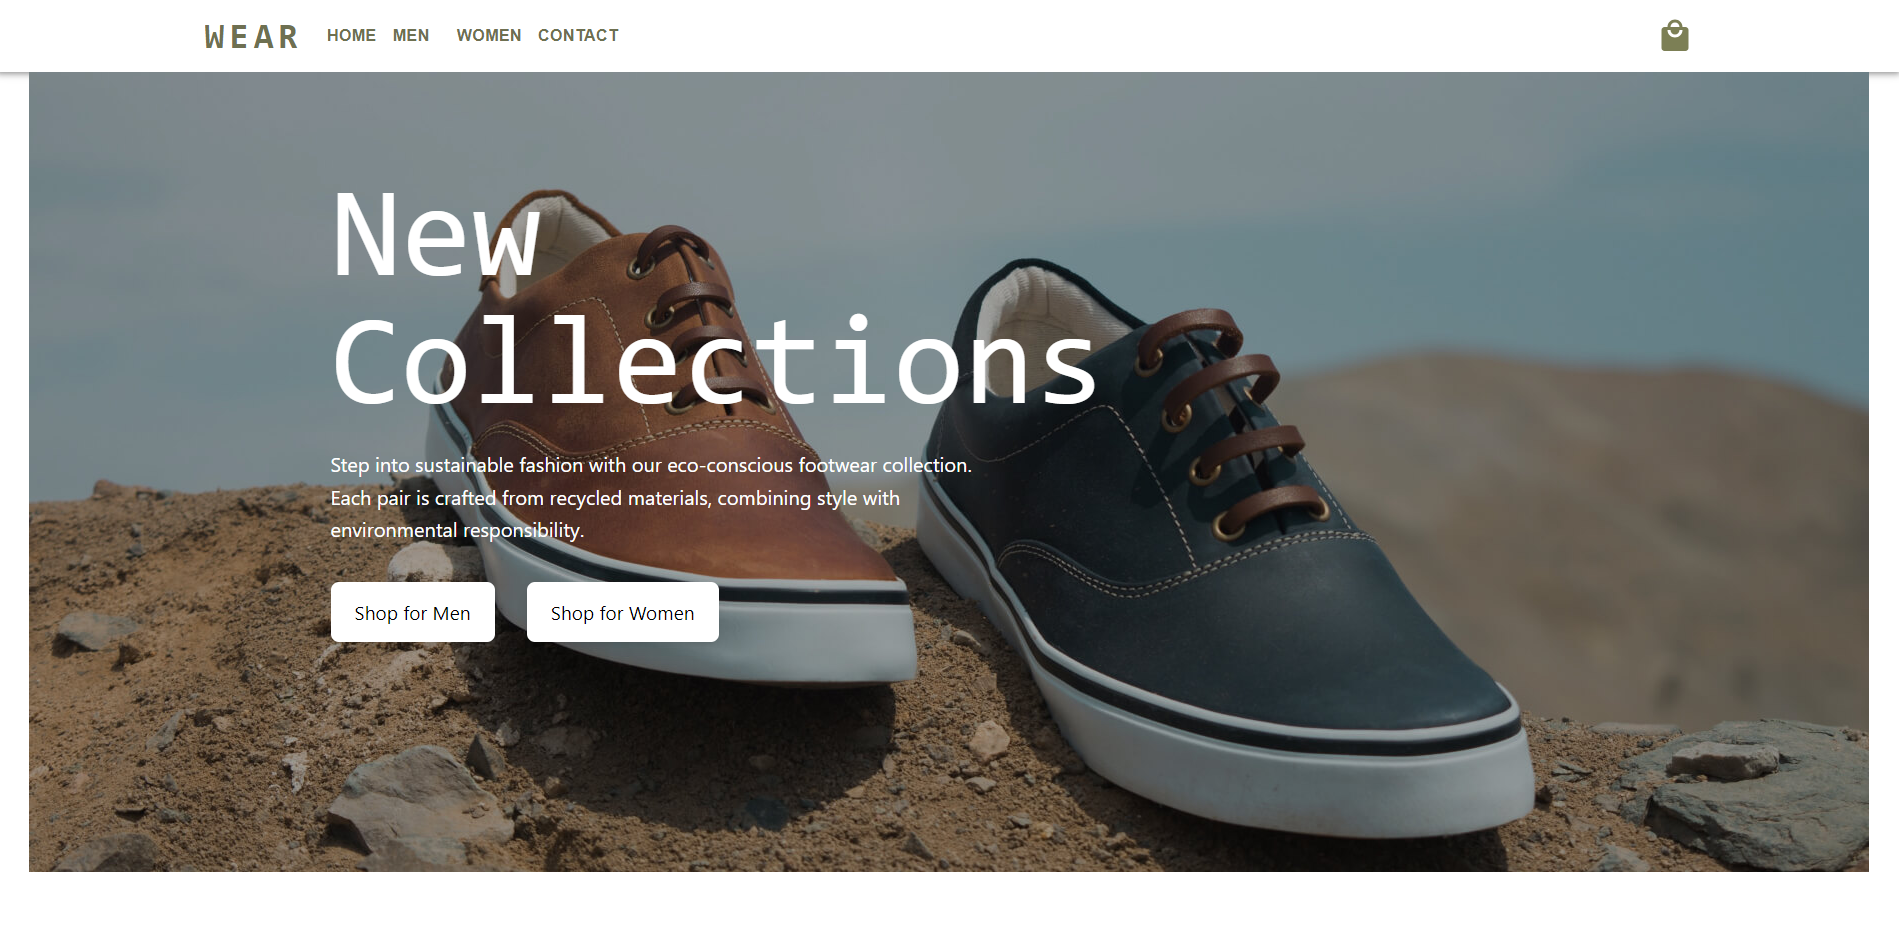 WEAR HOME MEN WOMEN CONTACT
New
Collections
Step into sustainable fashion with our eco-conscious footwear collection.
Each pair is crafted from recycled materials, combining style with
environmental responsibility.
Shop for Men Shop for Women